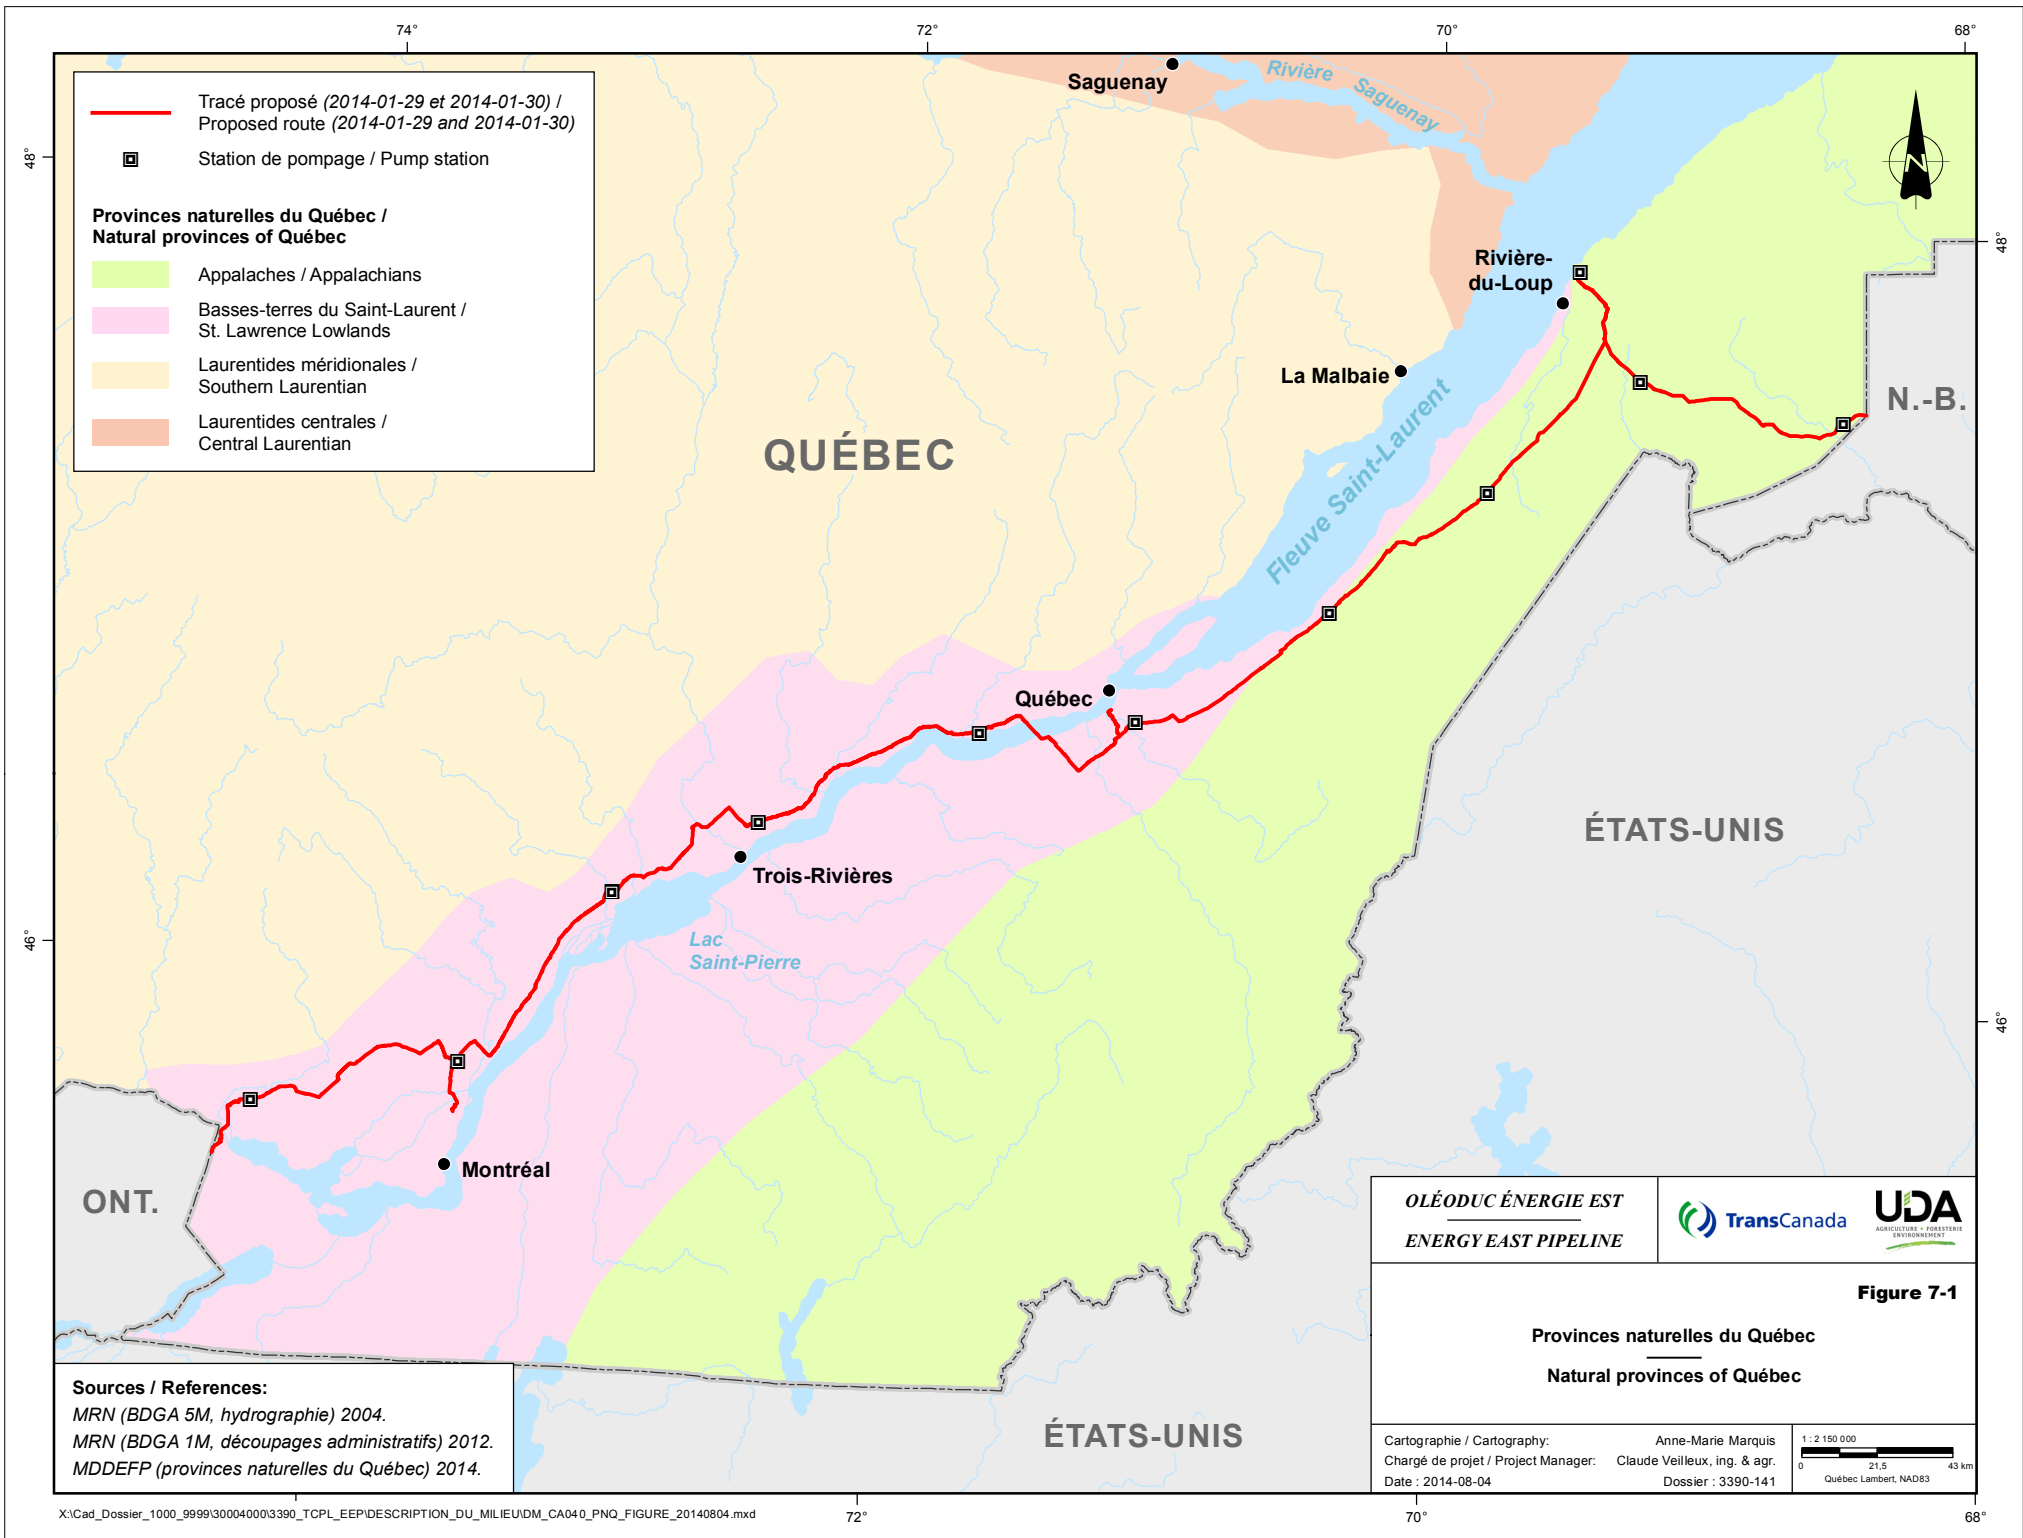 74°
72°
70°
68°
48°
46°
48°
46°
72°
70°
68°
Tracé proposé (2014-01-29 et 2014-01-30) /
Proposed route (2014-01-29 and 2014-01-30)
Station de pompage / Pump station
Provinces naturelles du Québec /
Natural provinces of Québec
Appalaches / Appalachians
Basses-terres du Saint-Laurent /
St. Lawrence Lowlands
Laurentides méridionales /
Southern Laurentian
Laurentides centrales /
Central Laurentian
Saguenay
Rivière Saguenay
N
Rivière-
du-Loup
La Malbaie
N.-B.
QUÉBEC
Fleuve Saint-Laurent
Québec
ÉTATS-UNIS
Trois-Rivières
Lac
Saint-Pierre
Montréal
ONT.
ÉTATS-UNIS
OLÉODUC ÉNERGIE EST
ENERGY EAST PIPELINE
TransCanada
UDA
AGRICULTURE • FORESTERIE
ENVIRONNEMENT
Figure 7-1
Provinces naturelles du Québec
Natural provinces of Québec
Cartographie / Cartography: Anne-Marie Marquis
Chargé de projet / Project Manager: Claude Veilleux, ing. & agr.
Date : 2014-08-04 Dossier : 3390-141
1 : 2 150 000
0 21,5 43 km
Québec Lambert, NAD83
Sources / References:
MRN (BDGA 5M, hydrographie) 2004.
MRN (BDGA 1M, découpages administratifs) 2012.
MDDEFP (provinces naturelles du Québec) 2014.
X:\Cad_Dossier_1000_9999\30004000\3390_TCPL_EEP\DESCRIPTION_DU_MILIEU\DM_CA040_PNQ_FIGURE_20140804.mxd